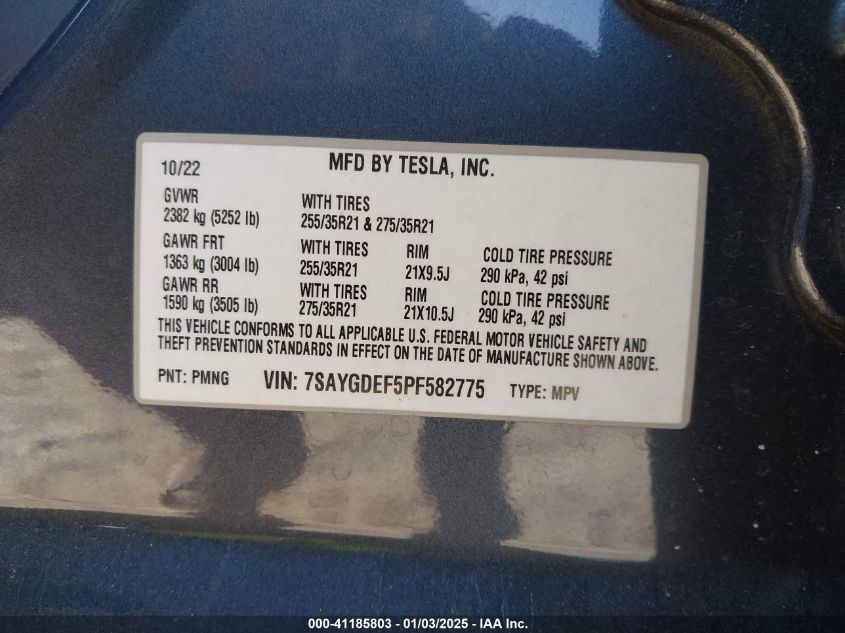 10/22 MFD BY TESLA, INC.
GVWR WITH TIRES
2382 kg (5252 lb) 255/35R21 & 275/35R21
GAWR FRT WITH TIRES RIM COLD TIRE PRESSURE
1363 kg (3004 lb) 255/35R21 21X9.5J 290 kPa, 42 psi
GAWR RR WITH TIRES RIM COLD TIRE PRESSURE
1590 kg (3505 lb) 275/35R21 21X10.5J 290 kPa, 42 psi
THIS VEHICLE CONFORMS TO ALL APPLICABLE U.S. FEDERAL MOTOR VEHICLE SAFETY AND
THEFT PREVENTION STANDARDS IN EFFECT ON THE DATE OF MANUFACTURE SHOWN ABOVE.
PNT: PMNG VIN: 7SAYGDEF5PF582775 TYPE: MPV
000-41185803 - 01/03/2025 - IAA, Inc.